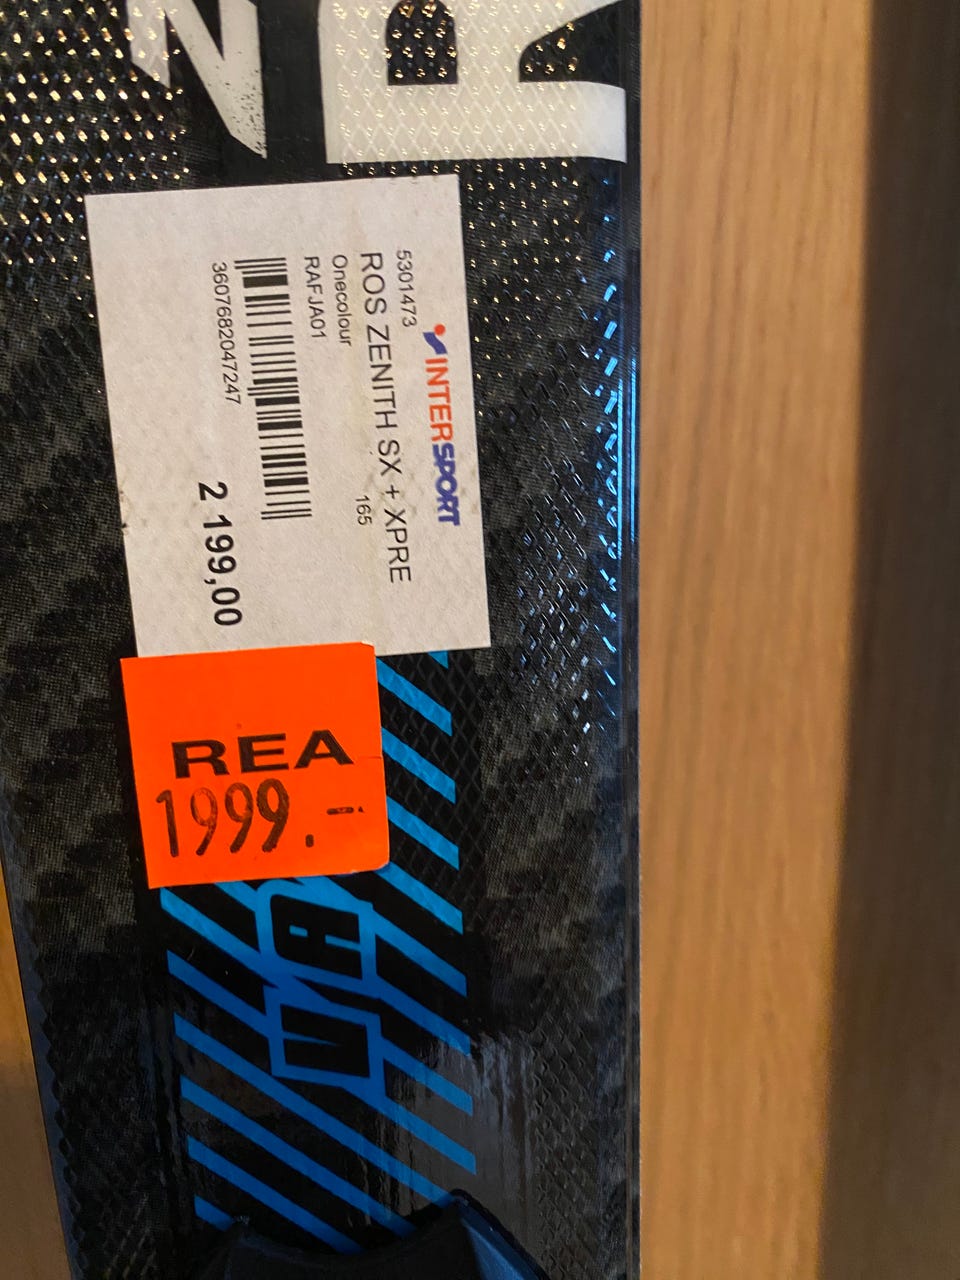 INTERSPORT
5301473
ROS ZENITH SX + XPRE
Onecolour 165
RAFJA01
3607682047247
2 199,00
REA
1999.-